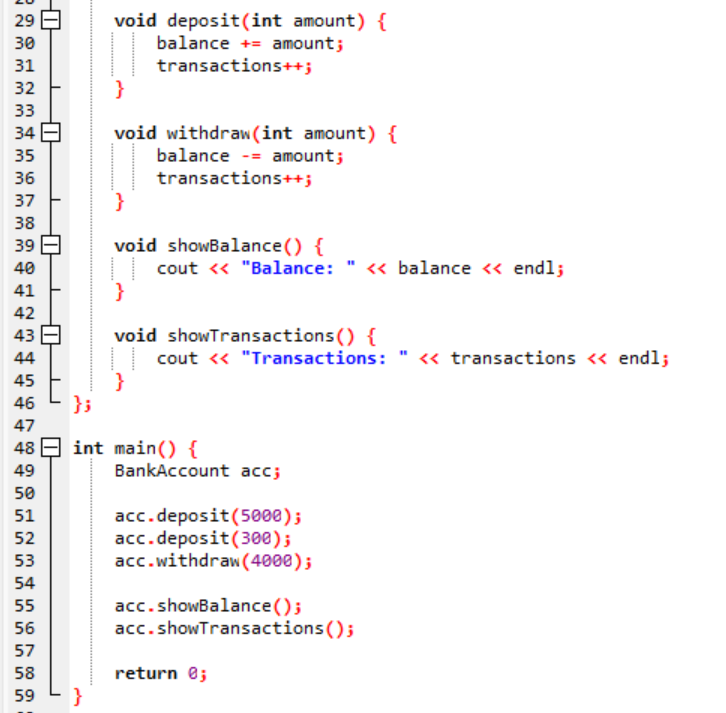 29 void deposit(int amount) {
30 balance += amount;
31 transactions++;
32 }
33
34 void withdraw(int amount) {
35 balance -= amount;
36 transactions++;
37 }
38
39 void showBalance() {
40 cout << "Balance: " << balance << endl;
41 }
42
43 void showTransactions() {
44 cout << "Transactions: " << transactions << endl;
45 }
46 };
47
48 int main() {
49 BankAccount acc;
50
51 acc.deposit(5000);
52 acc.deposit(300);
53 acc.withdraw(4000);
54
55 acc.showBalance();
56 acc.showTransactions();
57
58 return 0;
59 }